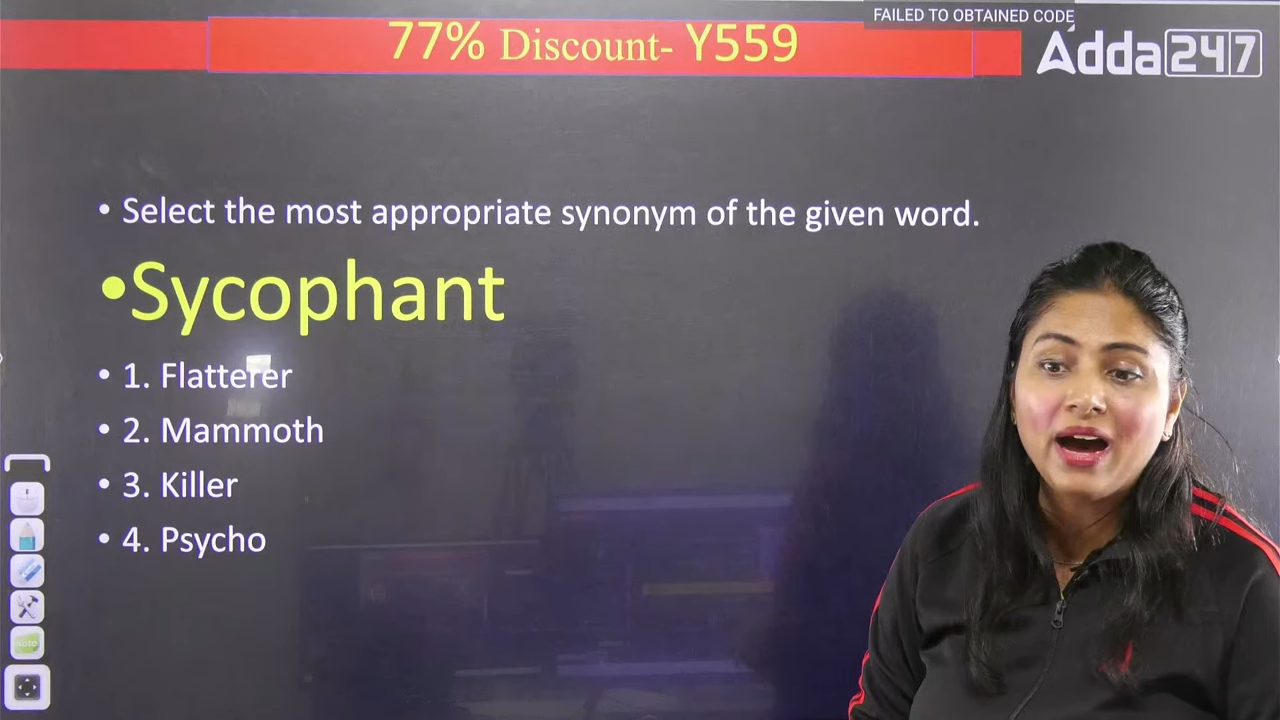 FAILED TO OBTAINED CODE
77% Discount- Y559
Adda247
• Select the most appropriate synonym of the given word.
•Sycophant
• 1. Flatterer
• 2. Mammoth
• 3. Killer
• 4. Psycho
Note